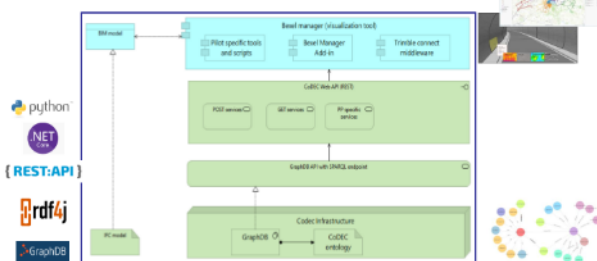 Bexel manager (visualization tool)
BIM model
Pilot specific tools
and scripts
Bexel Manager
Add-in
Trimble connect
middleware
CoDEC Web API (REST)
POST services
GET services
PP specific
services
GraphDB API with SPARQL endpoint
Codec Infrastructure
GraphDB
CoDEC
ontology
IFC model
python
.NET
Core
{ REST:API }
rdf4j
GraphDB